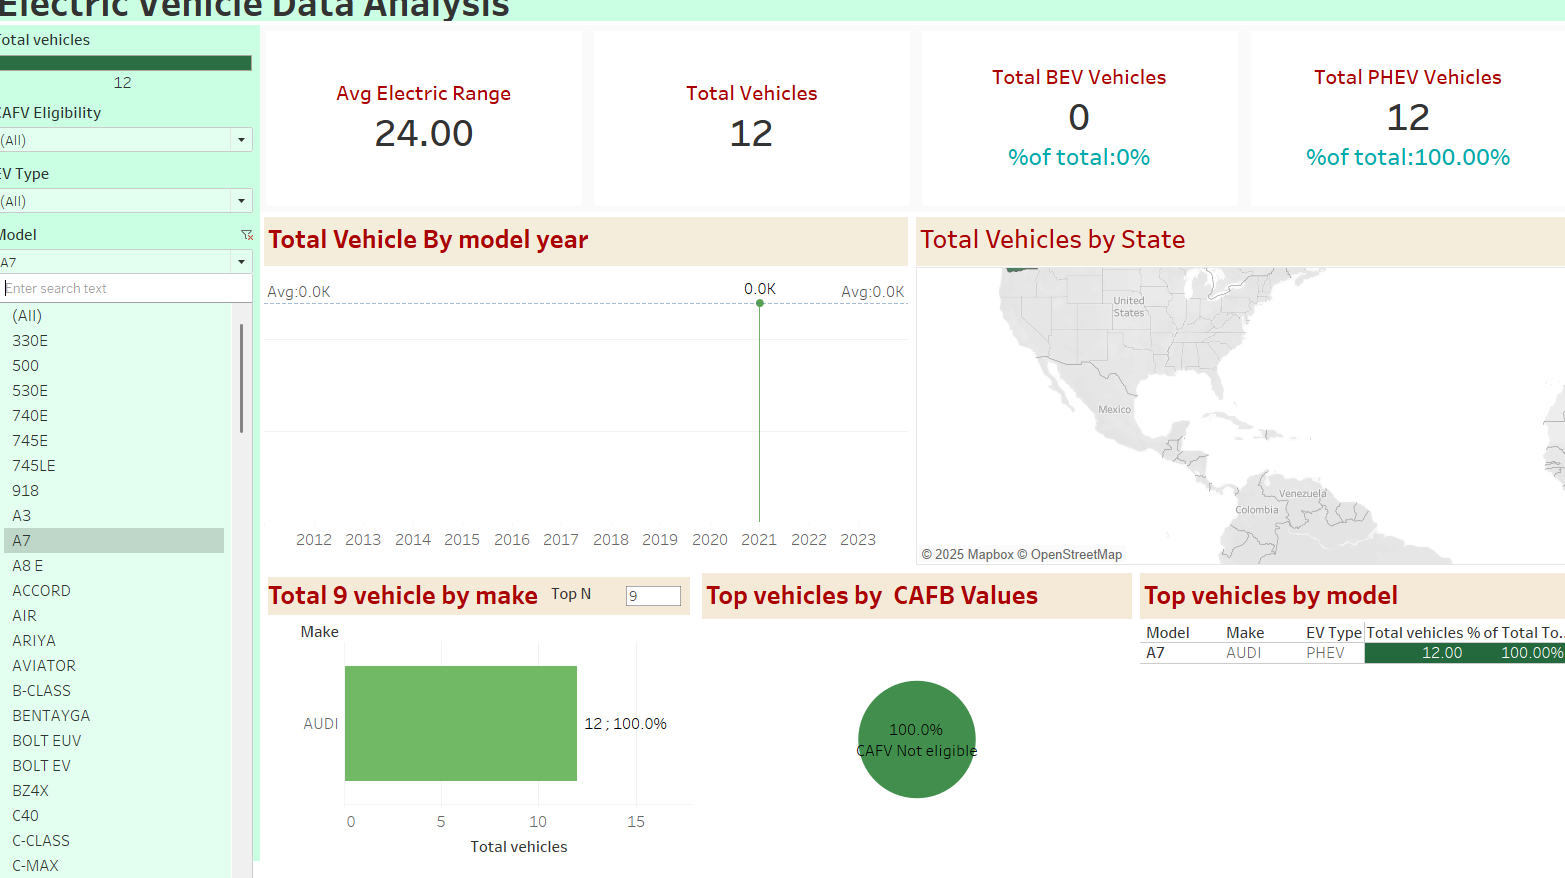 Electric Vehicle Data Analysis
Total vehicles
12
CAFV Eligibility
(All)
EV Type
(All)
Model
A7
Enter search text
(All)
330E
500
530E
740E
745E
745LE
918
A3
A7
A8 E
ACCORD
AIR
ARIYA
AVIATOR
B-CLASS
BENTAYGA
BOLT EUV
BOLT EV
BZ4X
C40
C-CLASS
C-MAX
Avg Electric Range
24.00
Total Vehicles
12
Total BEV Vehicles
0
%of total:0%
Total PHEV Vehicles
12
%of total:100.00%
Total Vehicle By model year
Avg:0.0K
0.0K
Avg:0.0K
2012 2013 2014 2015 2016 2017 2018 2019 2020 2021 2022 2023
Total Vehicles by State
United
States
Mexico
Venezuela
Colombia
© 2025 Mapbox © OpenStreetMap
Total 9 vehicle by make Top N 9
Make
AUDI
12 ; 100.0%
0 5 10 15
Total vehicles
Top vehicles by CAFB Values
100.0%
CAFV Not eligible
Top vehicles by model
Model Make EV Type Total vehicles % of Total To..
A7 AUDI PHEV 12.00 100.00%